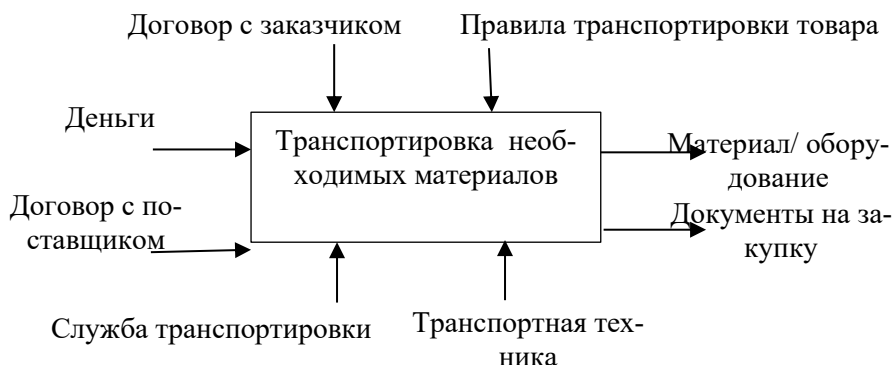 Договор с заказчиком
Правила транспортировки товара
Деньги
Транспортировка необ-
ходимых материалов
Материал/ обору-
дование
Договор с по-
ставщиком
Документы на за-
купку
Служба транспортировки
Транспортная тех-
ника